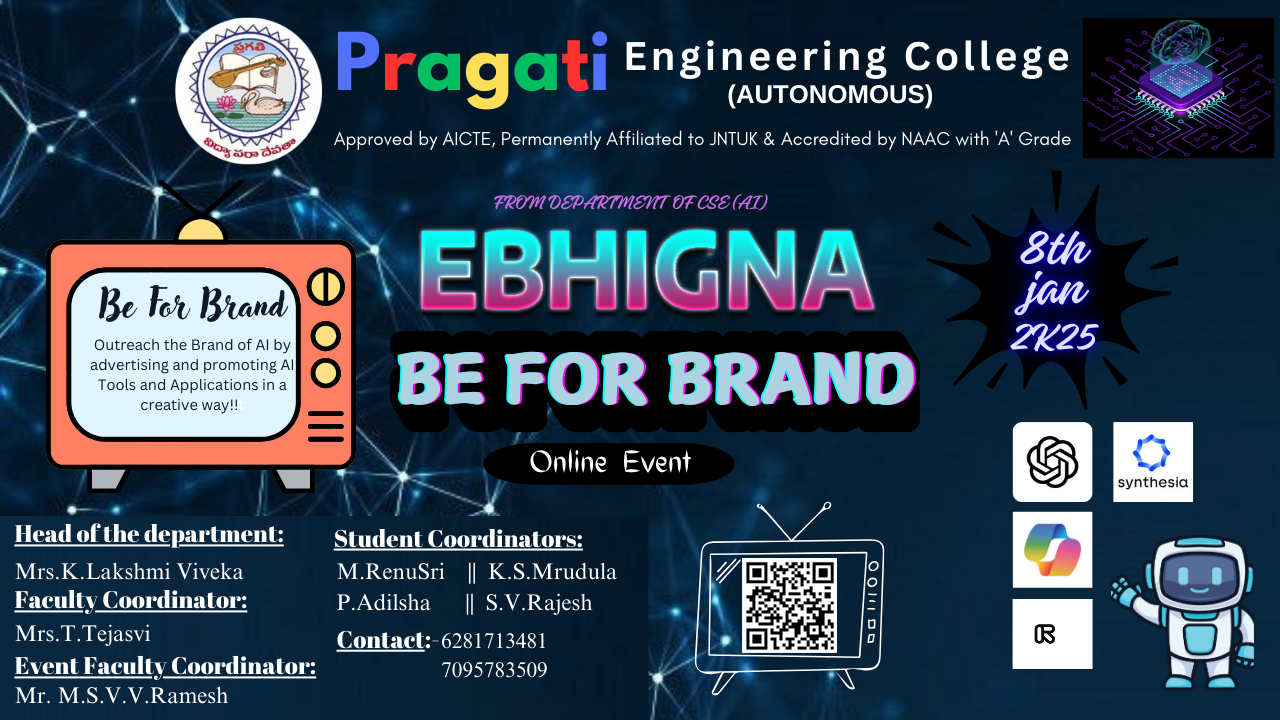 ప్రగతి
విద్యా పరా దేవతా
Pragati Engineering College
(AUTONOMOUS)
Approved by AICTE, Permanently Affiliated to JNTUK & Accredited by NAAC with 'A' Grade
FROM DEPARTMENT OF CSE(AI)
EBHIGNA
BE FOR BRAND
Online Event
8th
jan
2K25
Be For Brand
Outreach the Brand of AI by
advertising and promoting AI
Tools and Applications in a
creative way!!t
synthesia
Head of the department:
Mrs.K.Lakshmi Viveka
Faculty Coordinator:
Mrs.T.Tejasvi
Event Faculty Coordinator:
Mr. M.S.V.V.Ramesh
Student Coordinators:
M.RenuSri || K.S.Mrudula
P.Adilsha || S.V.Rajesh
Contact:-6281713481
7095783509